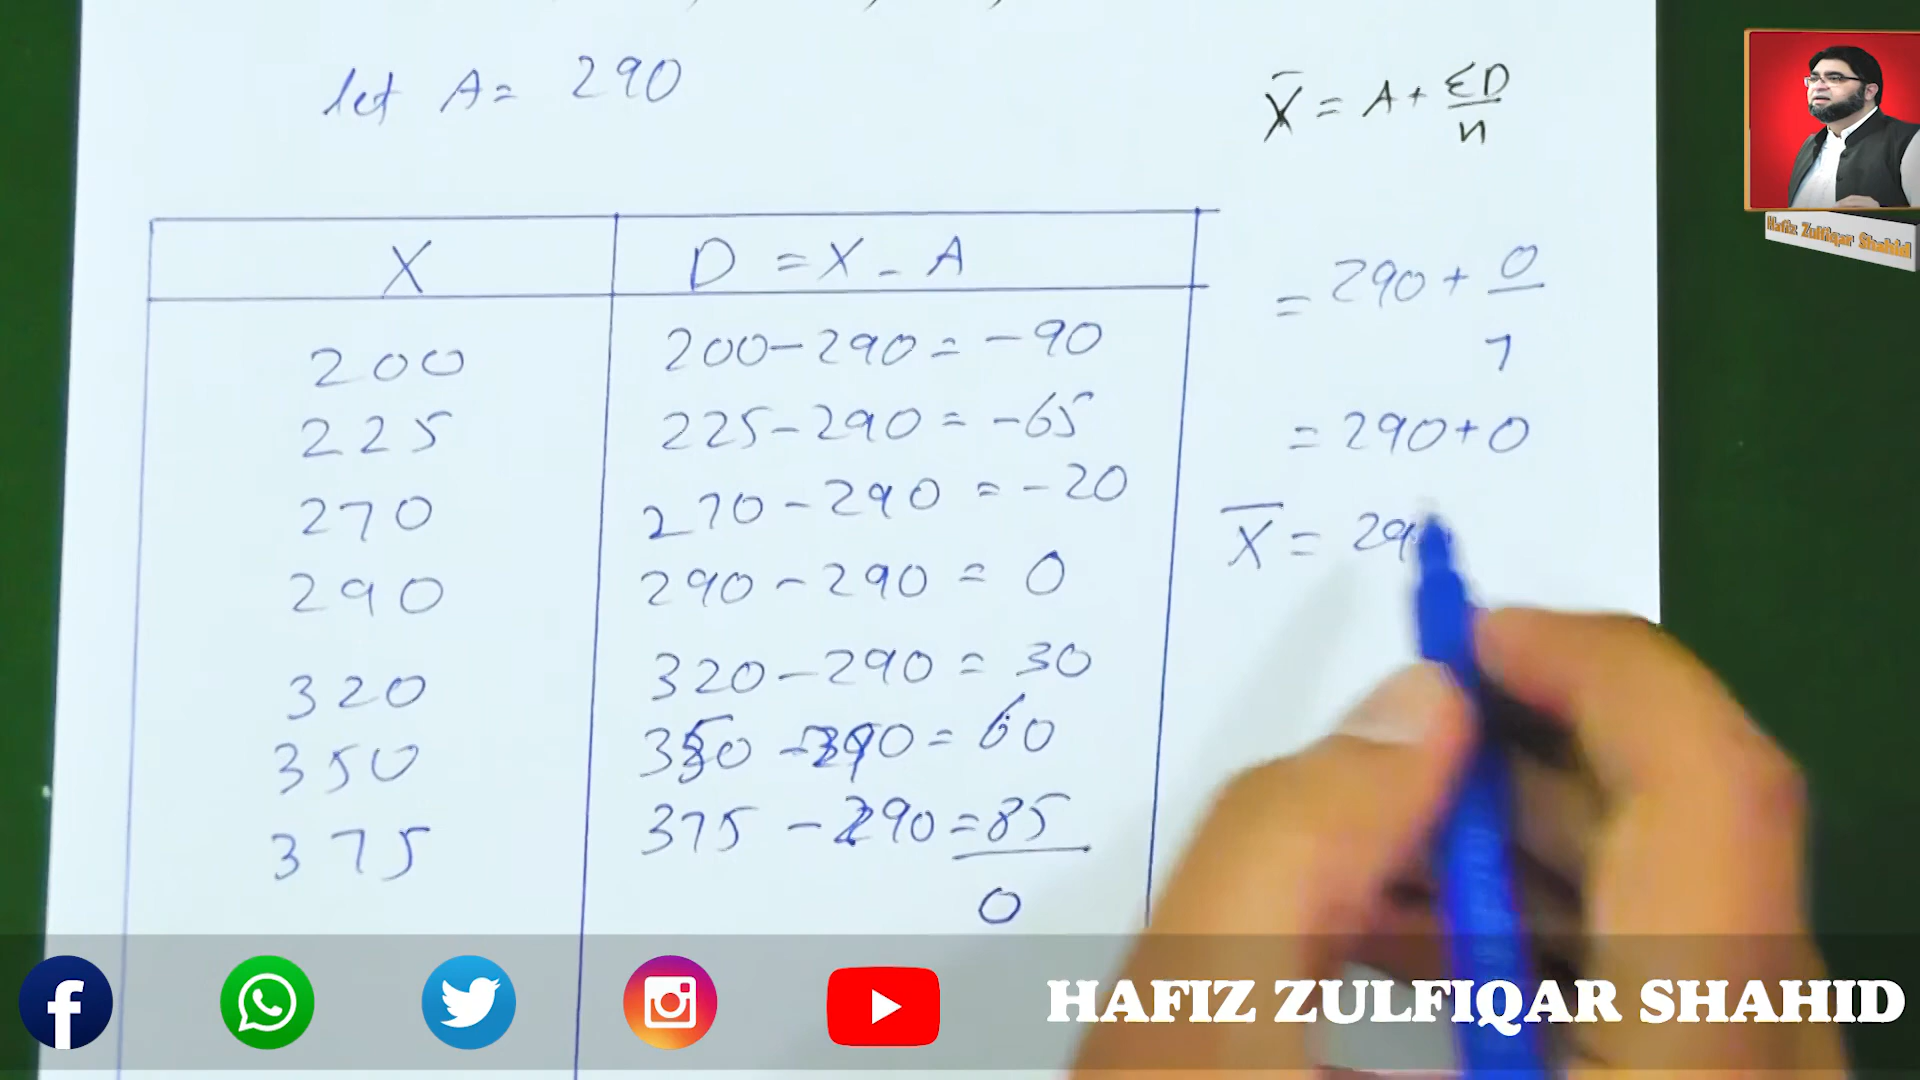 let A = 290
X̄ = A + ΣD/n
Hafiz Zulfiqar Shahid
X D = X - A
200 200-290 = -90
225 225-290 = -65
270 270-290 = -20
290 290-290 = 0
320 320-290 = 30
350 350-290 = 60
375 375-290 = 85
0
= 290 + 0/7
= 290+0
X̄ = 290
HAFIZ ZULFIQAR SHAHID